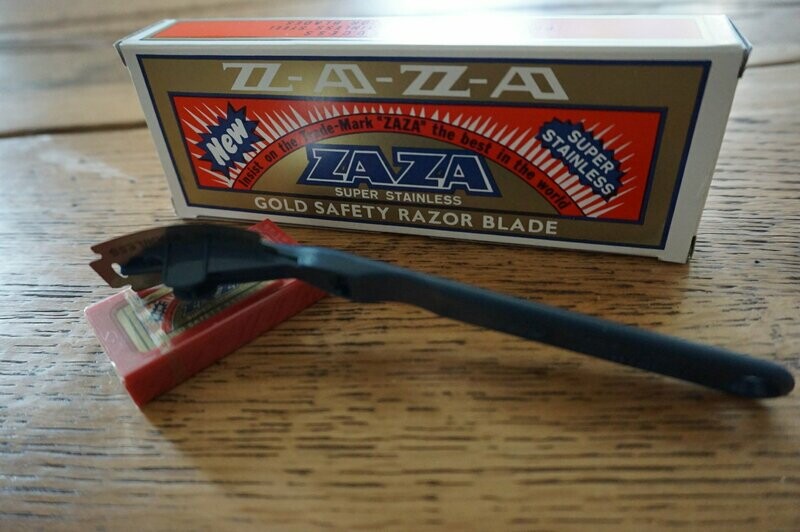 ZA-ZA
New
Insist on the Trade-Mark "ZAZA" the best in the world
SUPER
STAINLESS
ZAZA
SUPER STAINLESS
GOLD SAFETY RAZOR BLADE